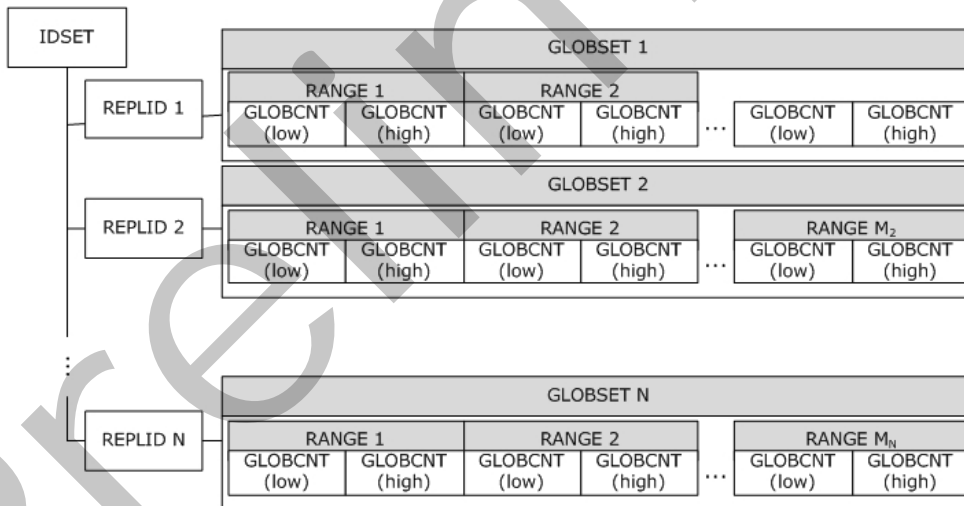 IDSET
GLOBSET 1
REPLID 1
RANGE 1 RANGE 2
GLOBCNT GLOBCNT GLOBCNT GLOBCNT ... GLOBCNT GLOBCNT
(low) (high) (low) (high) (low) (high)
GLOBSET 2
REPLID 2
RANGE 1 RANGE 2 RANGE M₂
GLOBCNT GLOBCNT GLOBCNT GLOBCNT ... GLOBCNT GLOBCNT
(low) (high) (low) (high) (low) (high)
...
GLOBSET N
REPLID N
RANGE 1 RANGE 2 RANGE Mₙ
GLOBCNT GLOBCNT GLOBCNT GLOBCNT ... GLOBCNT GLOBCNT
(low) (high) (low) (high) (low) (high)
Prelin